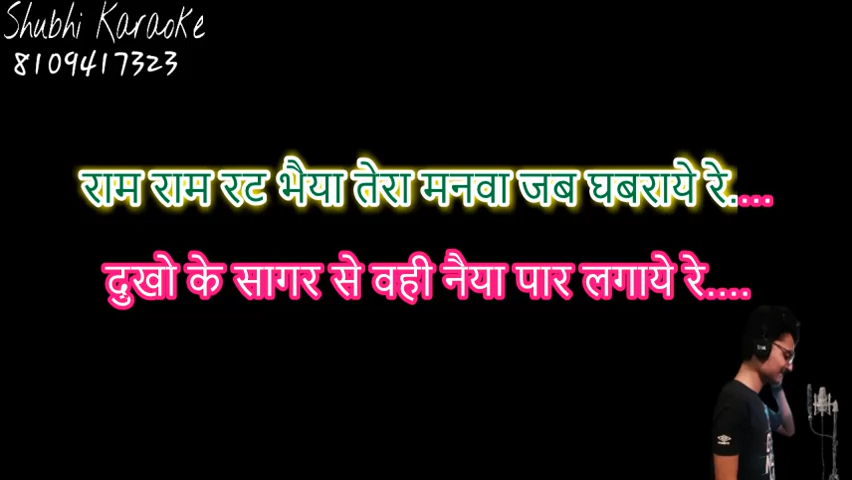 Shubhi Karaoke
8109417323
राम राम रट भैया तेरा मनवा जब घबराये रे....
दुखो के सागर से वही नैया पार लगाये रे....